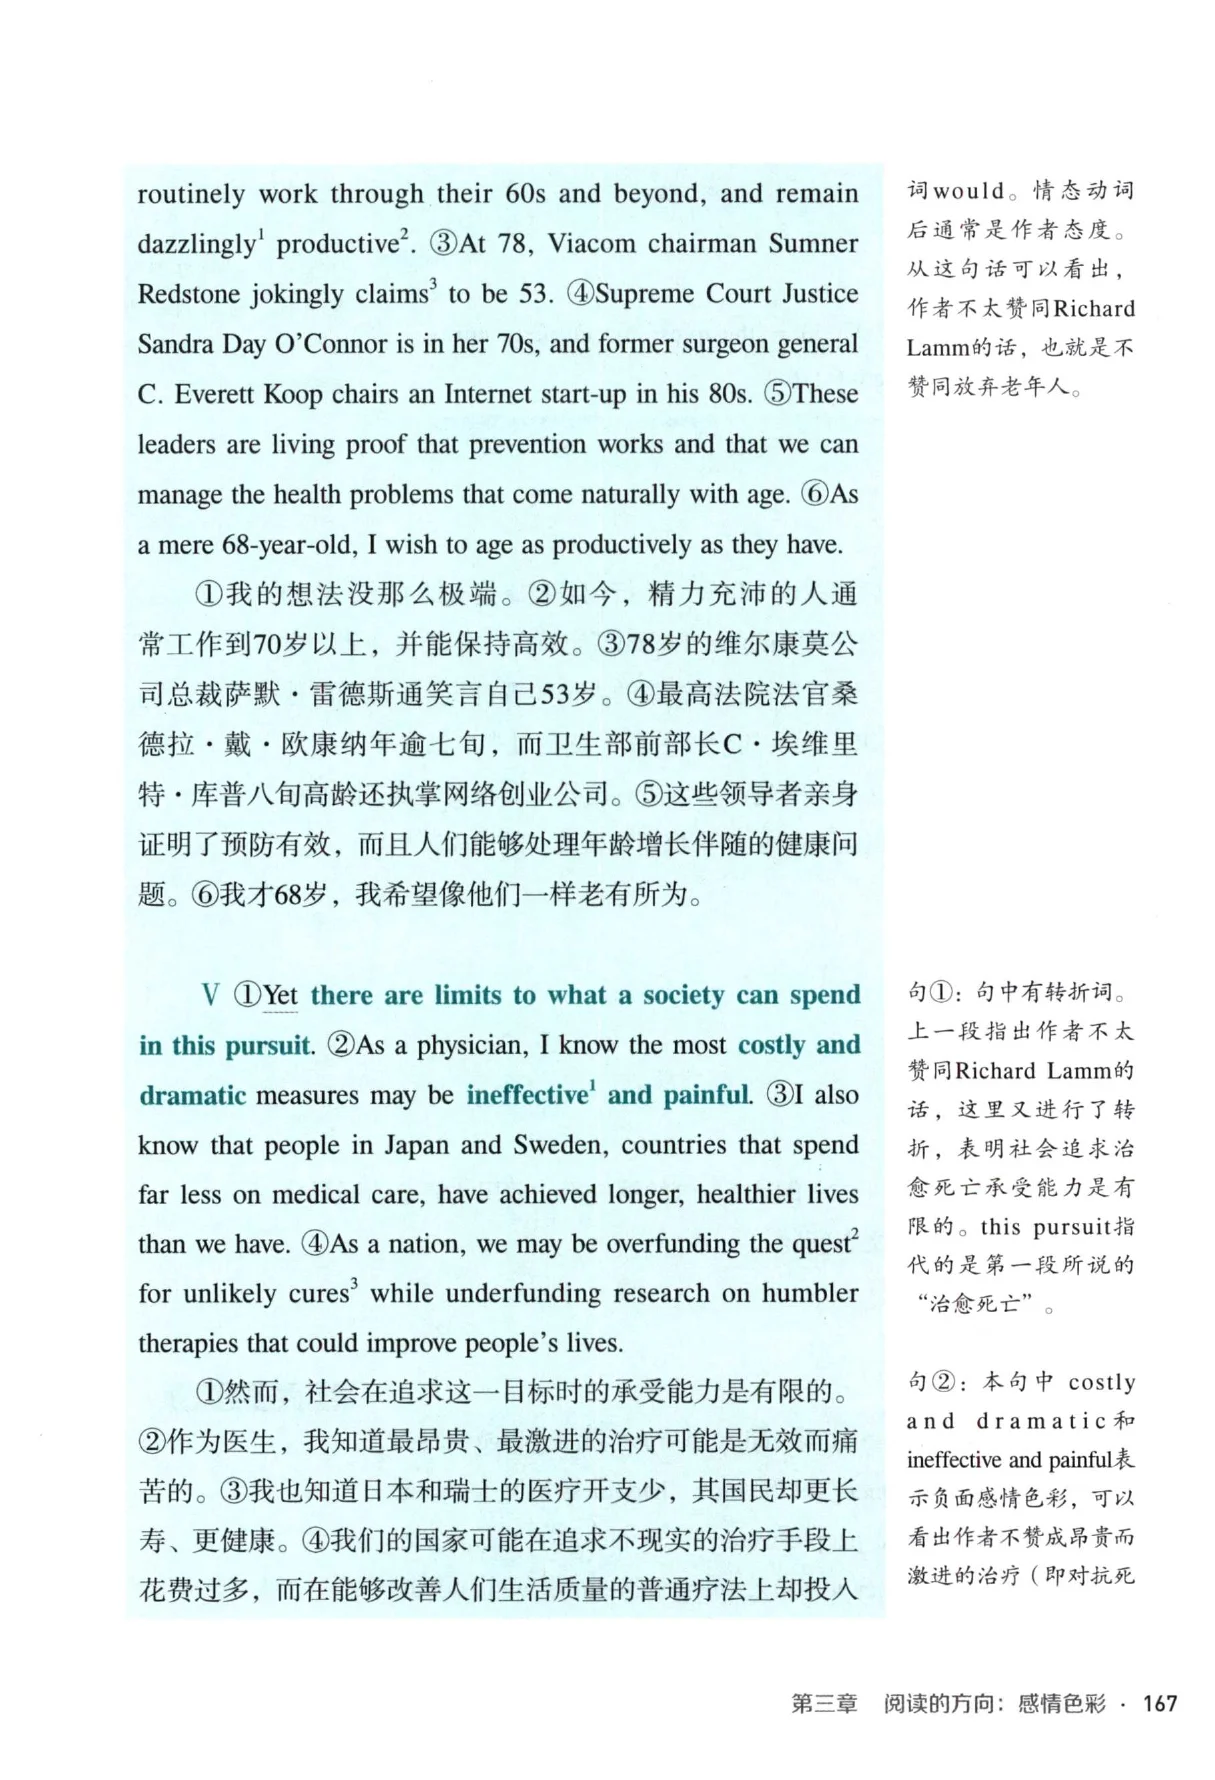 routinely work through their 60s and beyond, and remain
dazzlingly¹ productive². ③At 78, Viacom chairman Sumner
Redstone jokingly claims³ to be 53. ④Supreme Court Justice
Sandra Day O’Connor is in her 70s, and former surgeon general
C. Everett Koop chairs an Internet start-up in his 80s. ⑤These
leaders are living proof that prevention works and that we can
manage the health problems that come naturally with age. ⑥As
a mere 68-year-old, I wish to age as productively as they have.
①我的想法没那么极端。②如今，精力充沛的人通
常工作到70岁以上，并能保持高效。③78岁的维尔康莫公
司总裁萨默·雷德斯通笑言自己53岁。④最高法院法官桑
德拉·戴·欧康纳年逾七旬，而卫生部前部长C·埃维里
特·库普八旬高龄还执掌网络创业公司。⑤这些领导者亲身
证明了预防有效，而且人们能够处理年龄增长伴随的健康问
题。⑥我才68岁，我希望像他们一样老有所为。
词would。情态动词
后通常是作者态度。
从这句话可以看出，
作者不太赞同Richard
Lamm的话，也就是不
赞同放弃老年人。
V ①Yet there are limits to what a society can spend
in this pursuit. ②As a physician, I know the most costly and
dramatic measures may be ineffective¹ and painful. ③I also
know that people in Japan and Sweden, countries that spend
far less on medical care, have achieved longer, healthier lives
than we have. ④As a nation, we may be overfunding the quest²
for unlikely cures³ while underfunding research on humbler
therapies that could improve people’s lives.
①然而，社会在追求这一目标时的承受能力是有限的。
②作为医生，我知道最昂贵、最激进的治疗可能是无效而痛
苦的。③我也知道日本和瑞士的医疗开支少，其国民却更长
寿、更健康。④我们的国家可能在追求不现实的治疗手段上
花费过多，而在能够改善人们生活质量的普通疗法上却投入
句①：句中有转折词。
上一段指出作者不太
赞同Richard Lamm的
话，这里又进行了转
折，表明社会追求治
愈死亡承受能力是有
限的。this pursuit指
代的是第一段所说的
“治愈死亡”。
句②：本句中 costly
and dramatic和
ineffective and painful表
示负面感情色彩，可以
看出作者不赞成昂贵而
激进的治疗（即对抗死
第三章 阅读的方向：感情色彩 · 167